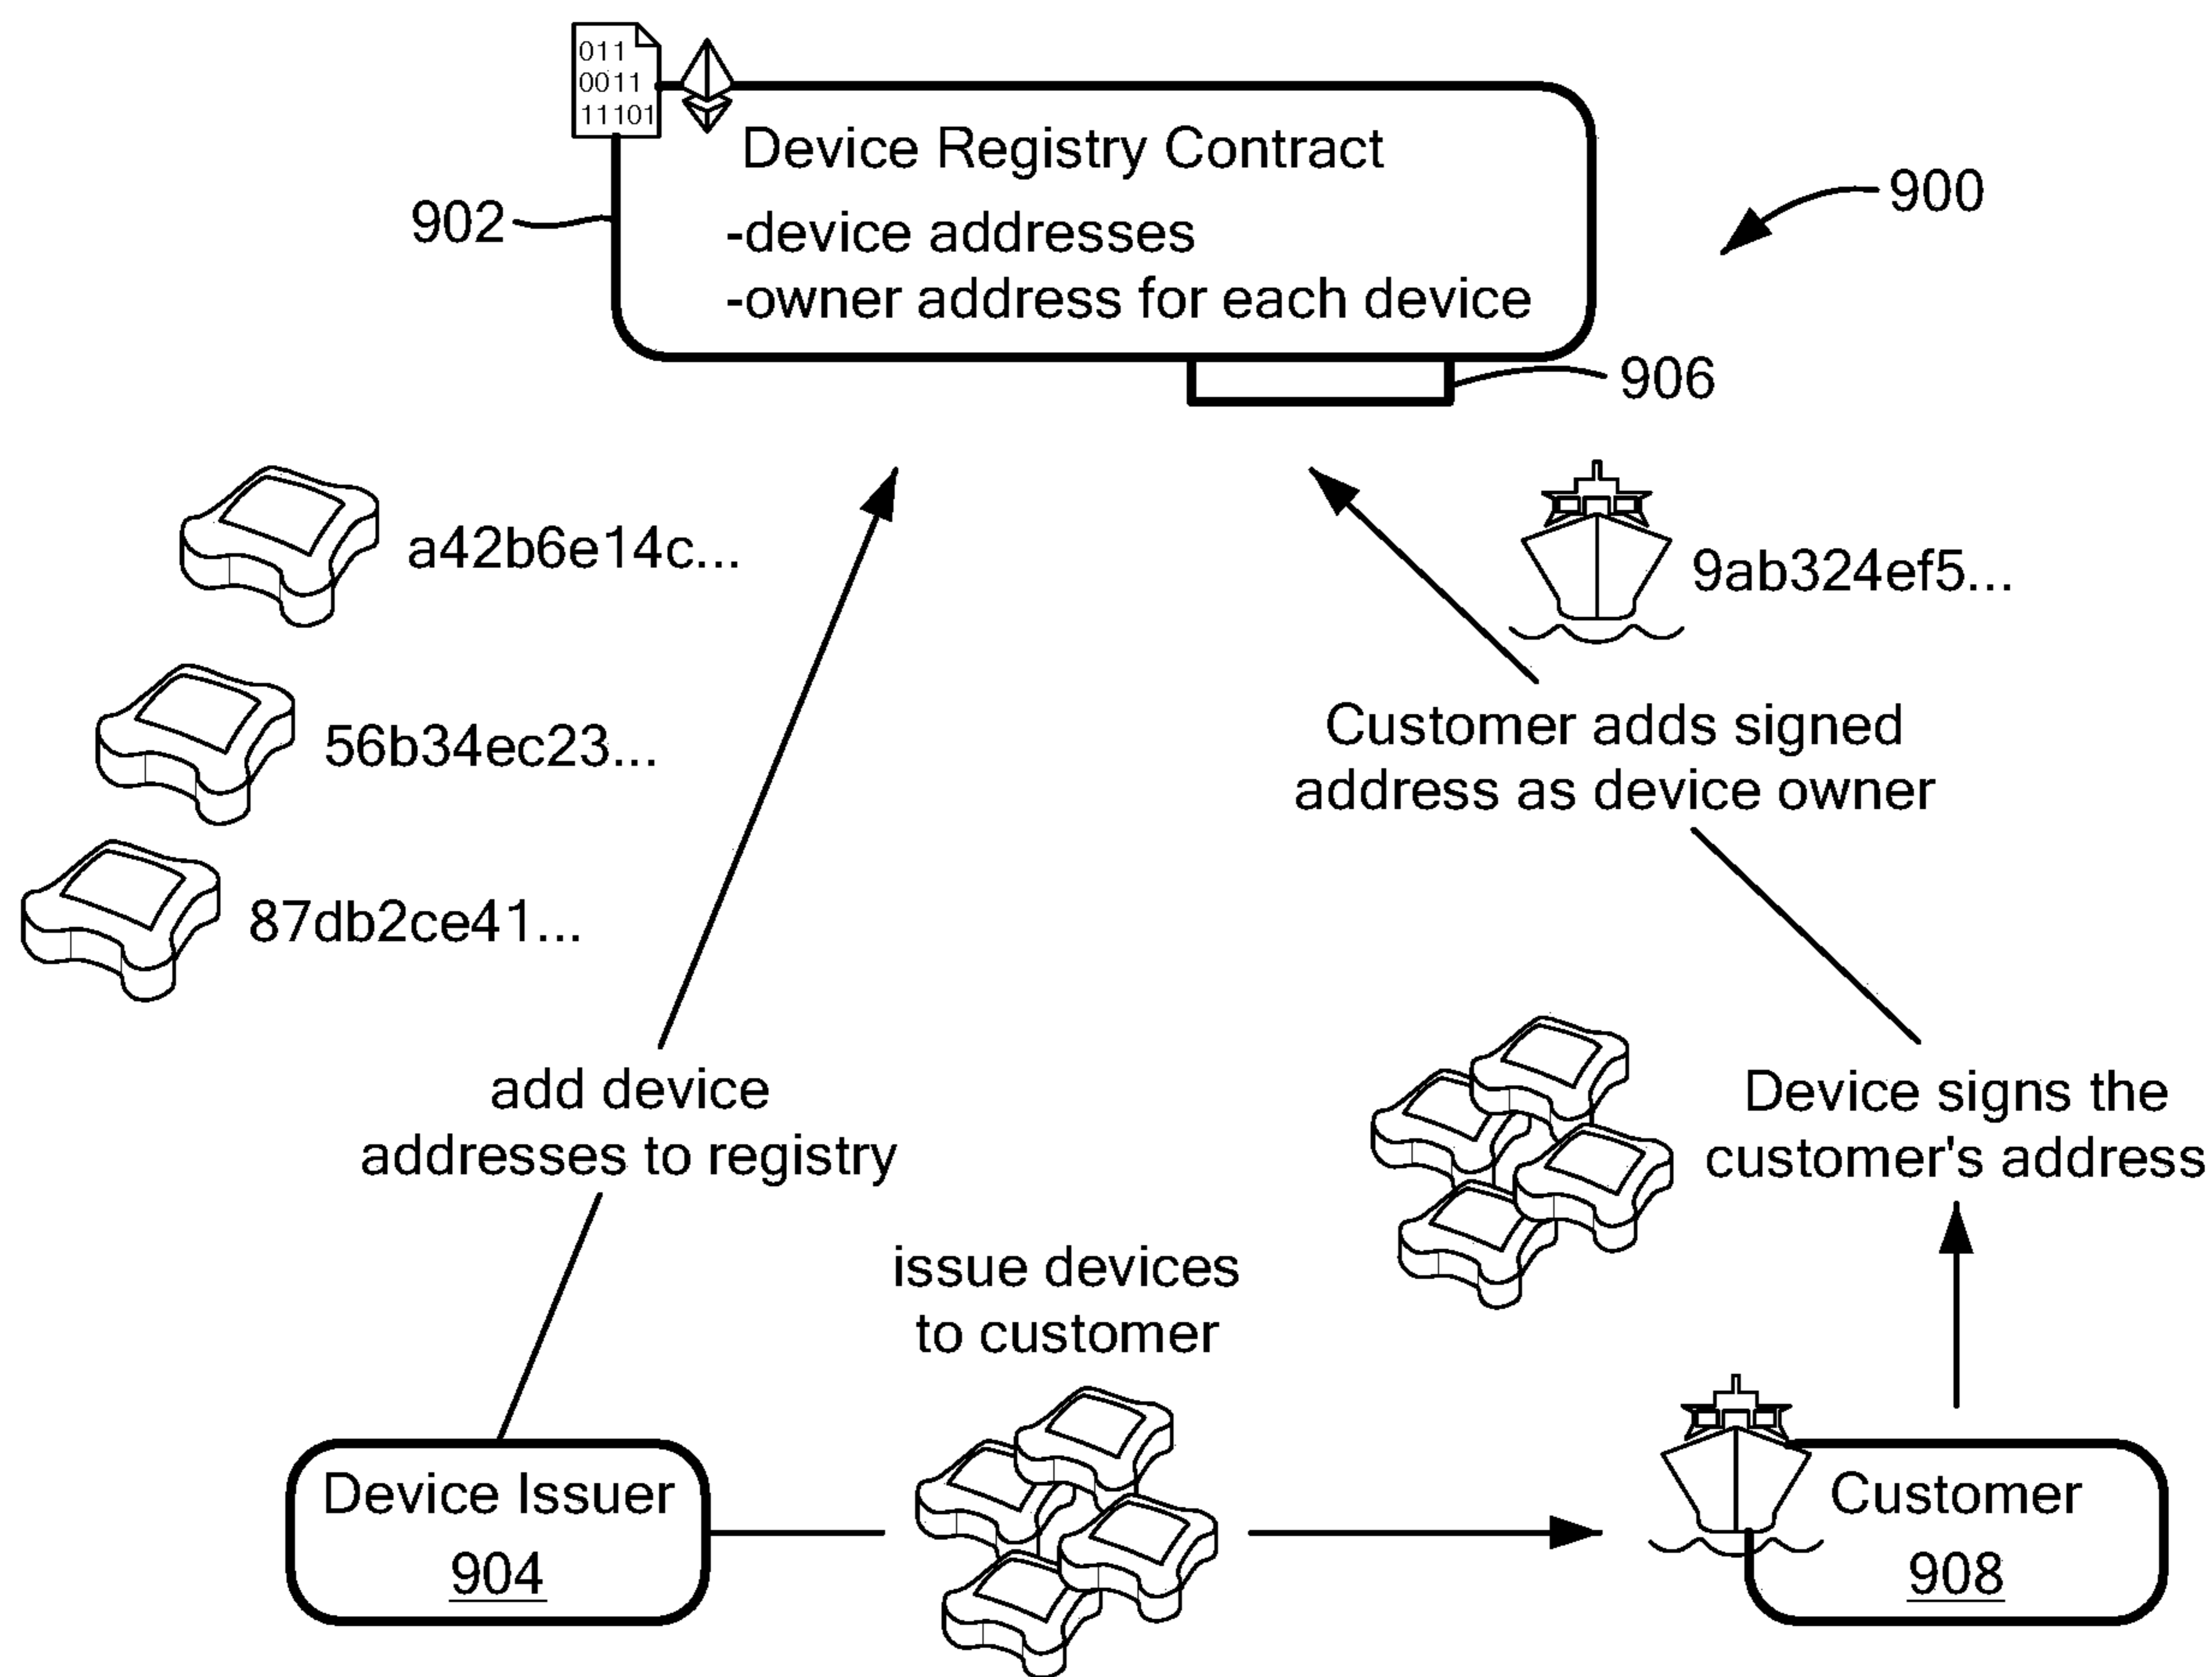 011
0011
11101
Device Registry Contract
-device addresses
-owner address for each device
902
900
906
a42b6e14c...
56b34ec23...
87db2ce41...
9ab324ef5...
Customer adds signed
address as device owner
add device
addresses to registry
Device signs the
customer's address
issue devices
to customer
Device Issuer
904
Customer
908